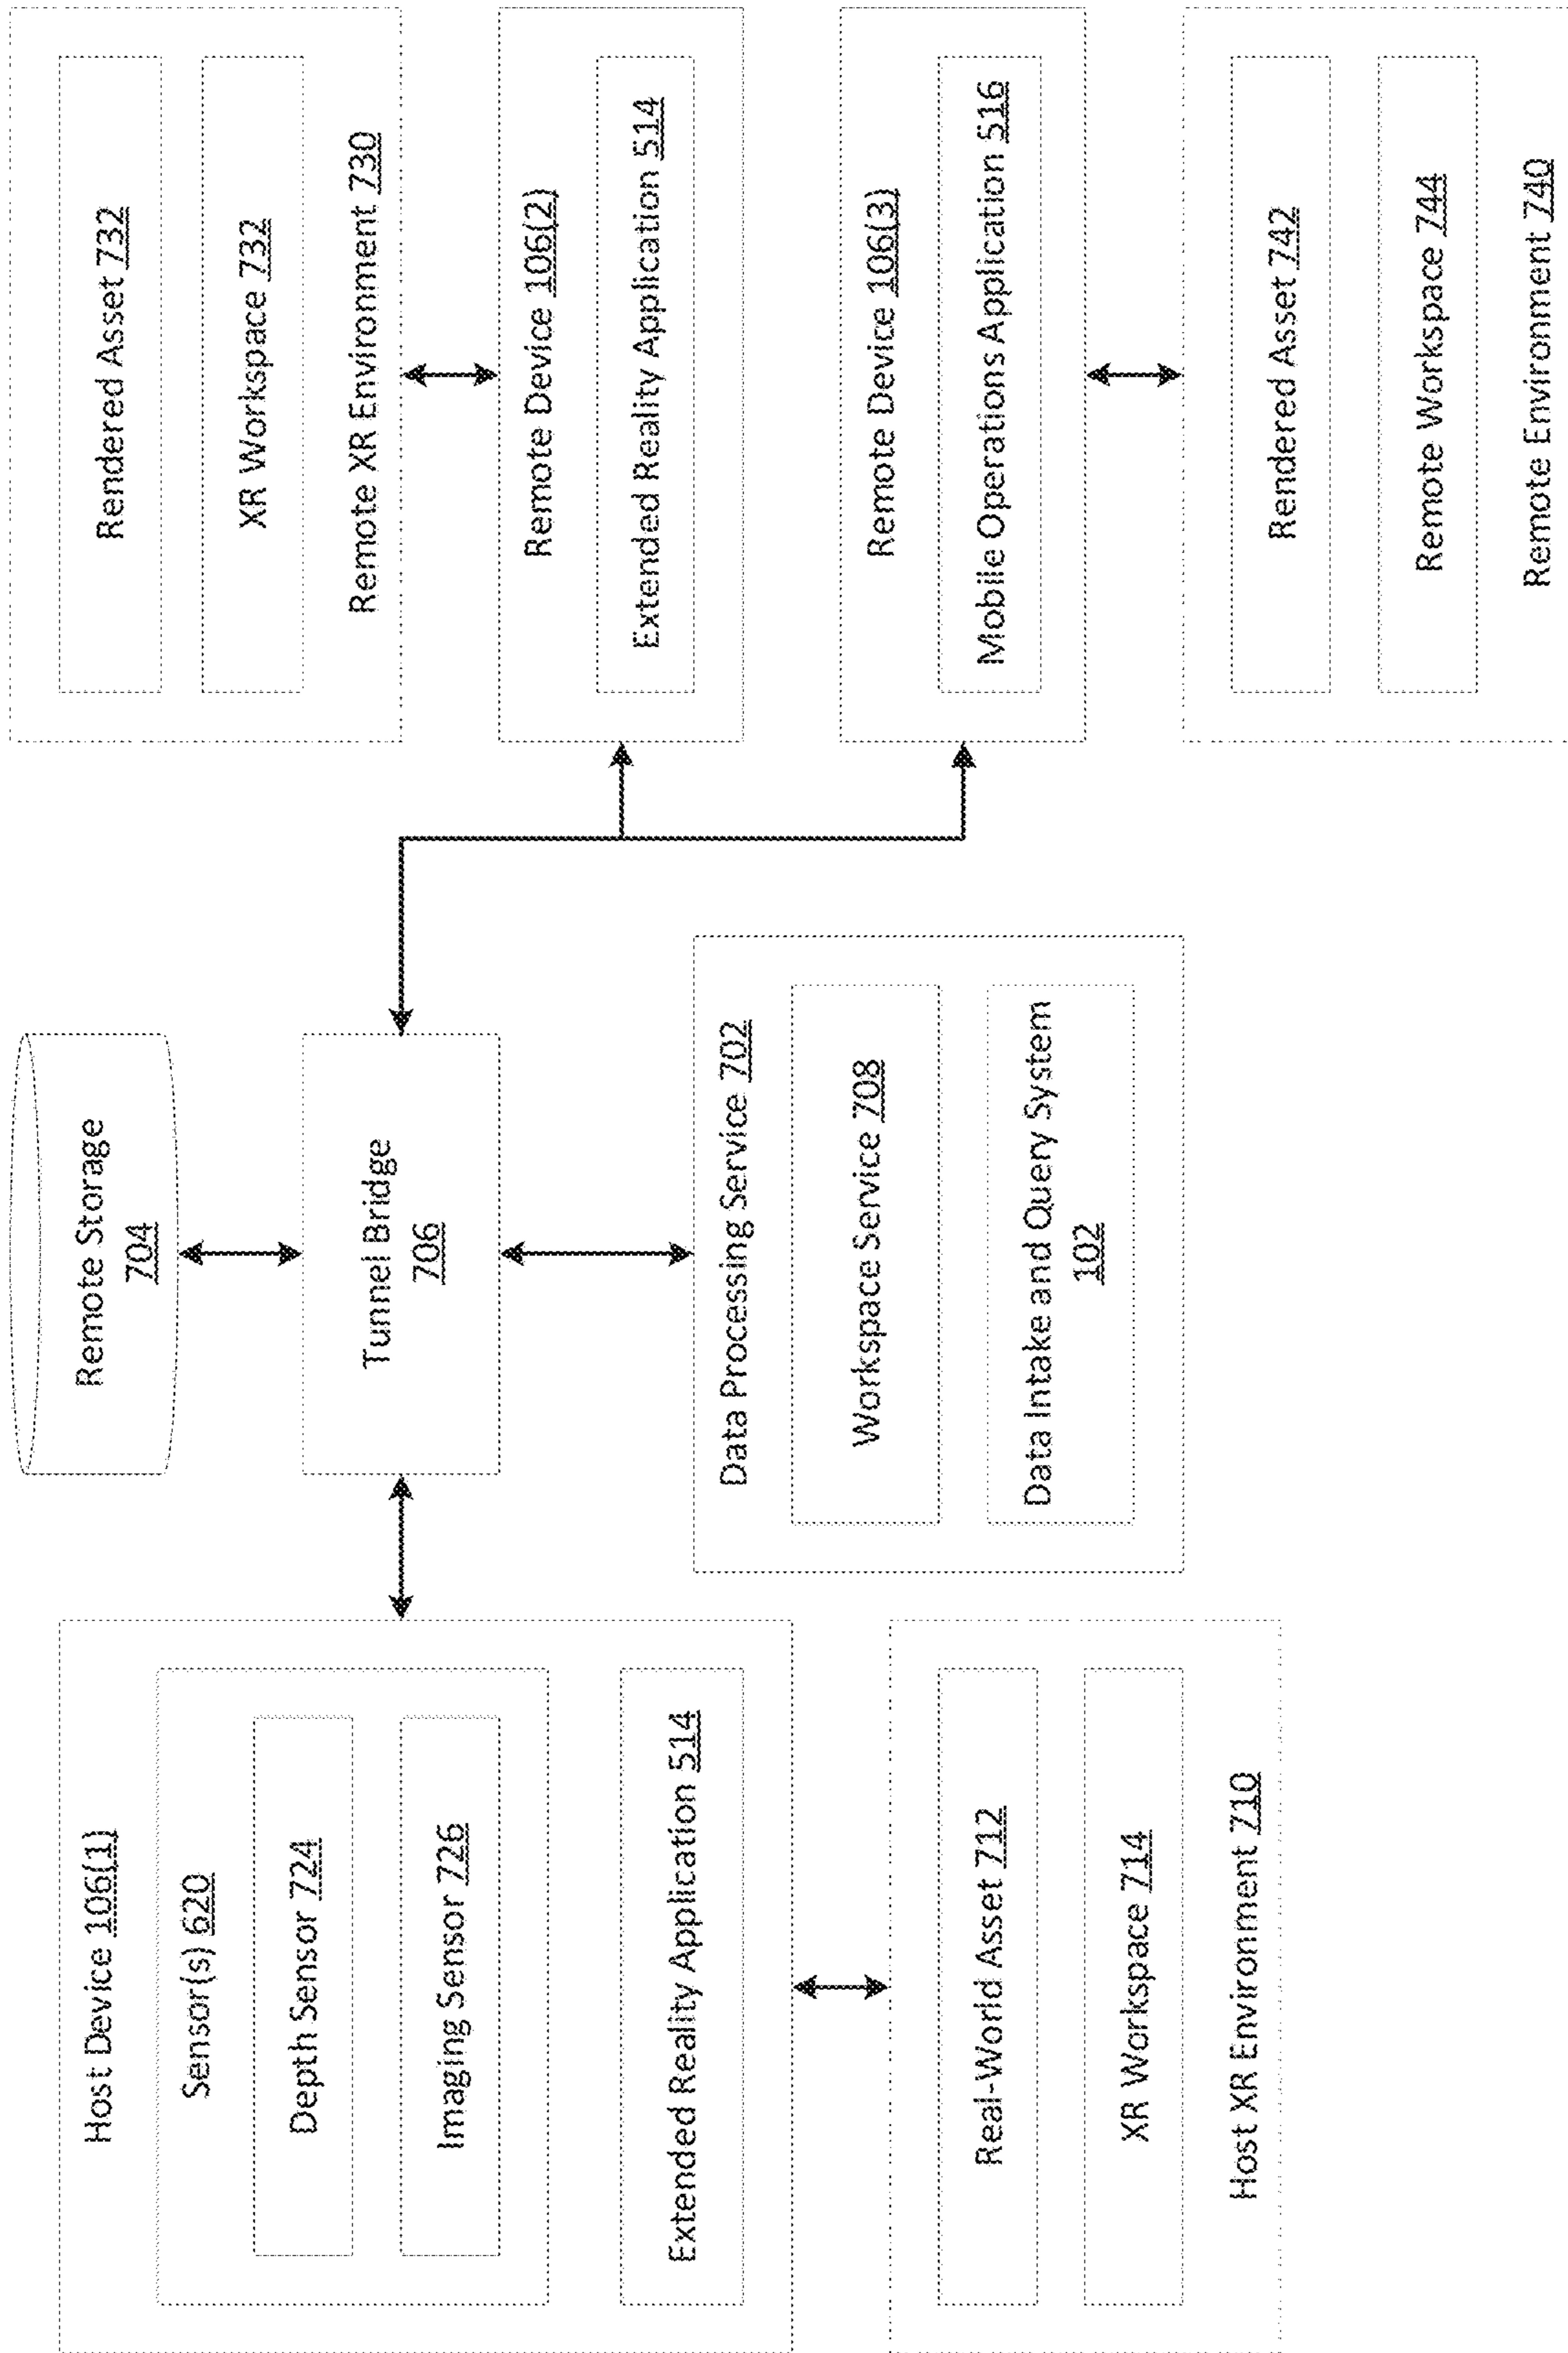 Host Device 106(1)
Sensor(s) 620
Depth Sensor 724
Imaging Sensor 726
Extended Reality Application 514
Real-World Asset 712
XR Workspace 714
Host XR Environment 710
Remote Storage
704
Tunnel Bridge
706
Data Processing Service 702
Workspace Service 708
Data Intake and Query System
102
Rendered Asset 732
XR Workspace 732
Remote XR Environment 730
Remote Device 106(2)
Extended Reality Application 514
Remote Device 106(3)
Mobile Operations Application 516
Rendered Asset 742
Remote Workspace 744
Remote Environment 740